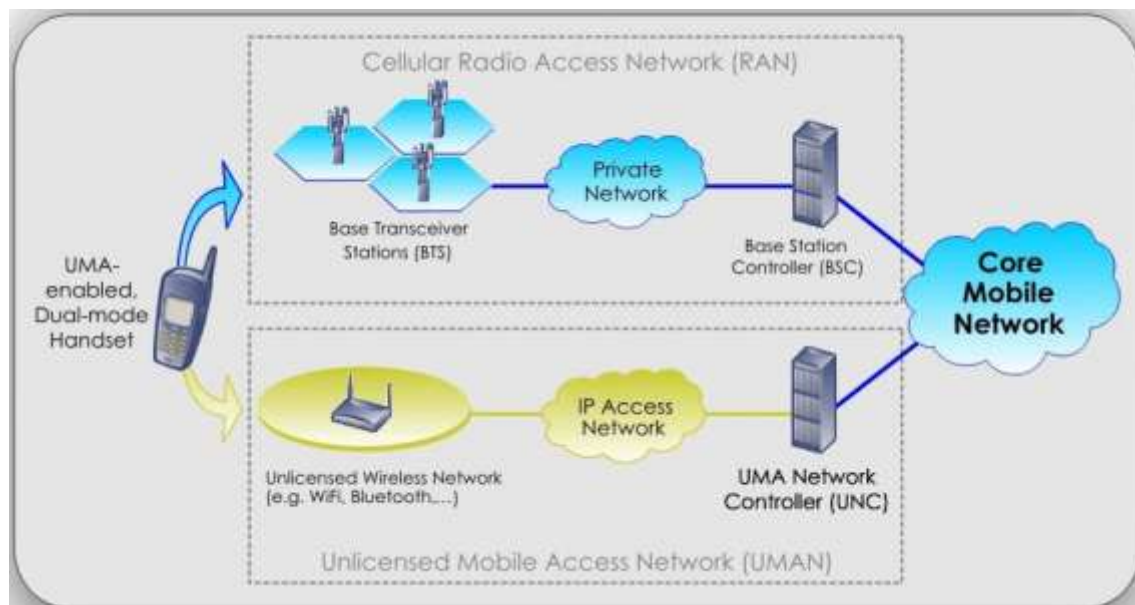 Cellular Radio Access Network (RAN)
Private
Network
Base Transceiver
Stations (BTS)
Base Station
Controller (BSC)
UMA-
enabled,
Dual-mode
Handset
Core
Mobile
Network
IP Access
Network
Unlicensed Wireless Network
(e.g. WiFi, Bluetooth,...)
UMA Network
Controller (UNC)
Unlicensed Mobile Access Network (UMAN)